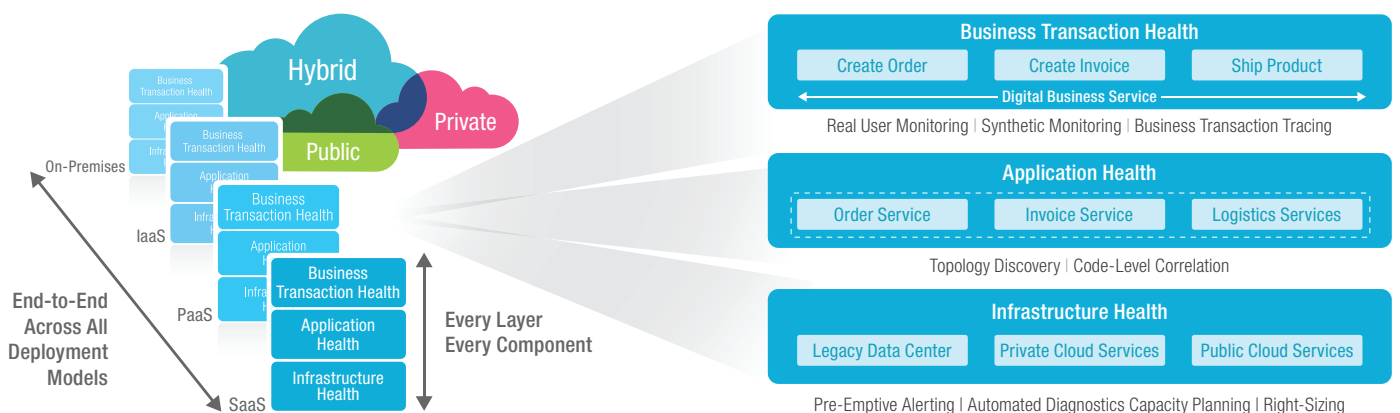 Hybrid
Private
Public
Business
Transaction Health
Application
On-Premises
Business
Transaction Health
Application
IaaS
Business
Transaction Health
Application
PaaS
Business
Transaction Health
Application
Health
Infrastructure
Health
SaaS
End-to-End
Across All
Deployment
Models
Every Layer
Every Component
Business Transaction Health
Create Order
Create Invoice
Ship Product
Digital Business Service
Real User Monitoring | Synthetic Monitoring | Business Transaction Tracing
Application Health
Order Service
Invoice Service
Logistics Services
Topology Discovery | Code-Level Correlation
Infrastructure Health
Legacy Data Center
Private Cloud Services
Public Cloud Services
Pre-Emptive Alerting | Automated Diagnostics Capacity Planning | Right-Sizing